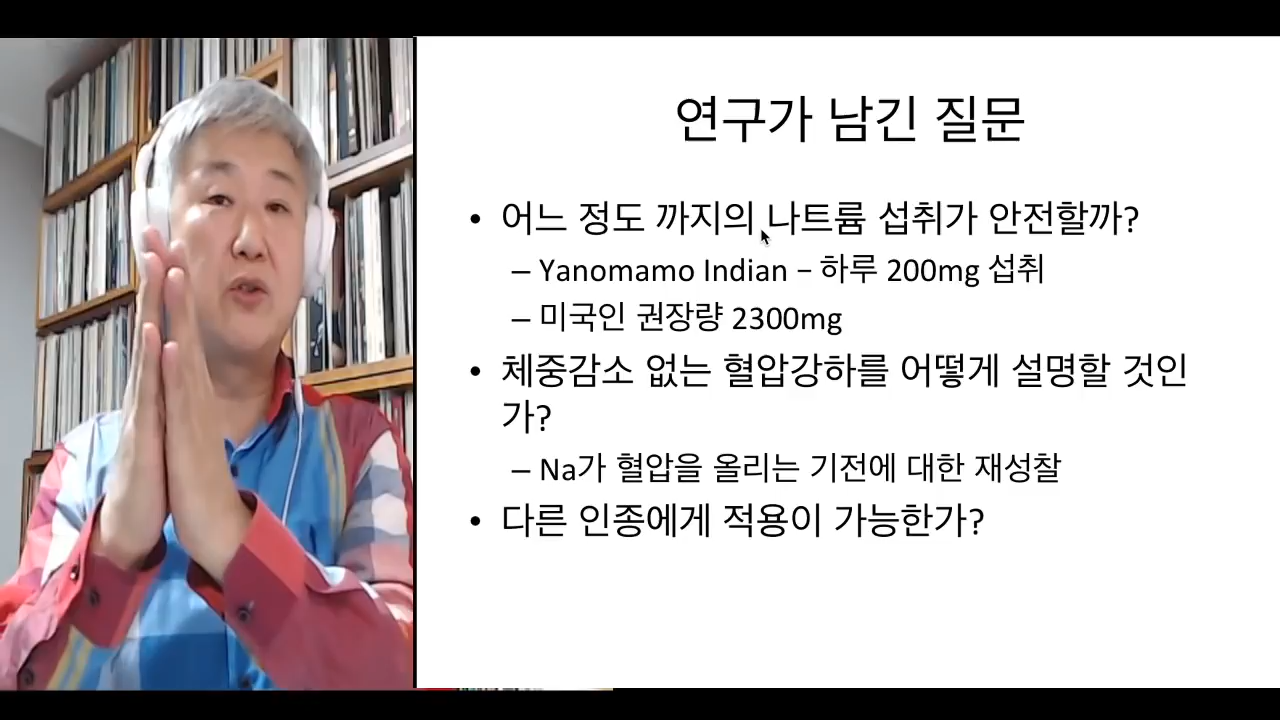 연구가 남긴 질문
• 어느 정도 까지의 나트륨 섭취가 안전할까?
– Yanomamo Indian – 하루 200mg 섭취
– 미국인 권장량 2300mg
• 체중감소 없는 혈압강하를 어떻게 설명할 것인
가?
– Na가 혈압을 올리는 기전에 대한 재성찰
• 다른 인종에게 적용이 가능한가?